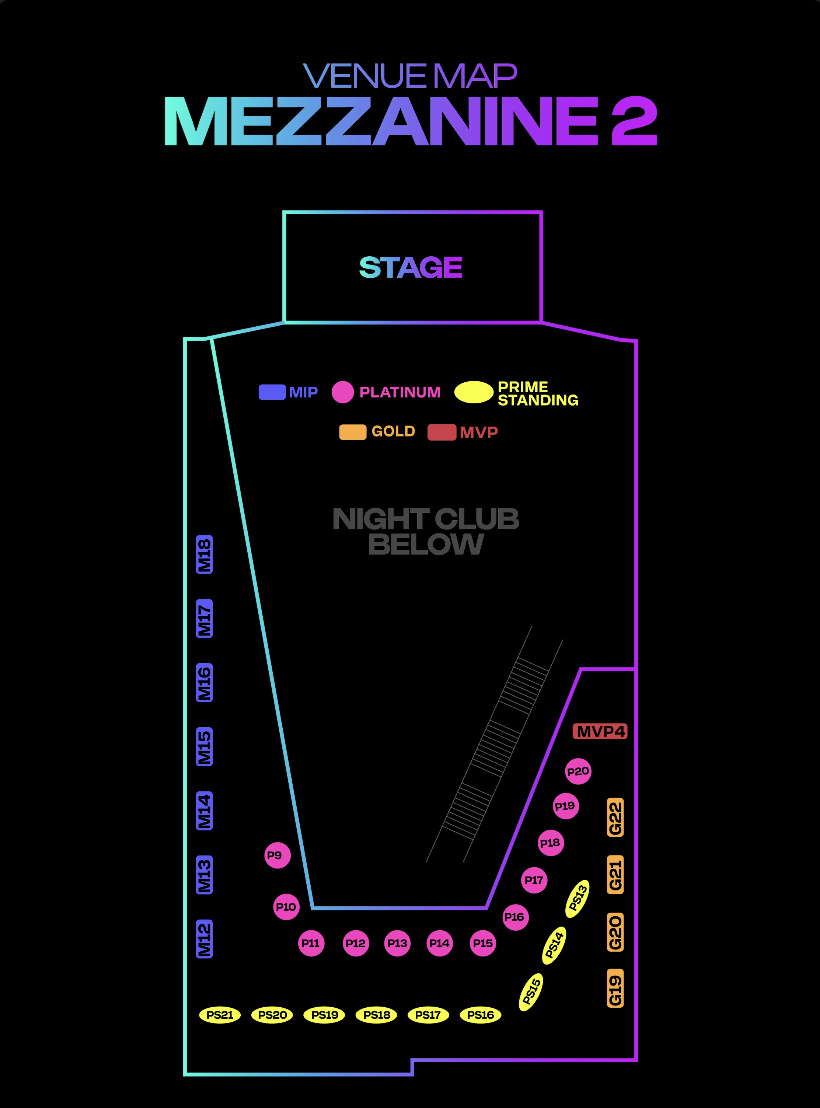 VENUE MAP
MEZZANINE 2
STAGE
MIP
PLATINUM
PRIME
STANDING
GOLD
MVP
NIGHT CLUB
BELOW
M18
M17
M16
M15
M14
M13
M12
MVP4
P20
P19
P18
P17
P16
P9
P10
P11
P12
P13
P14
P15
G22
G21
G20
G19
PS13
PS14
PS15
PS21
PS20
PS19
PS18
PS17
PS16